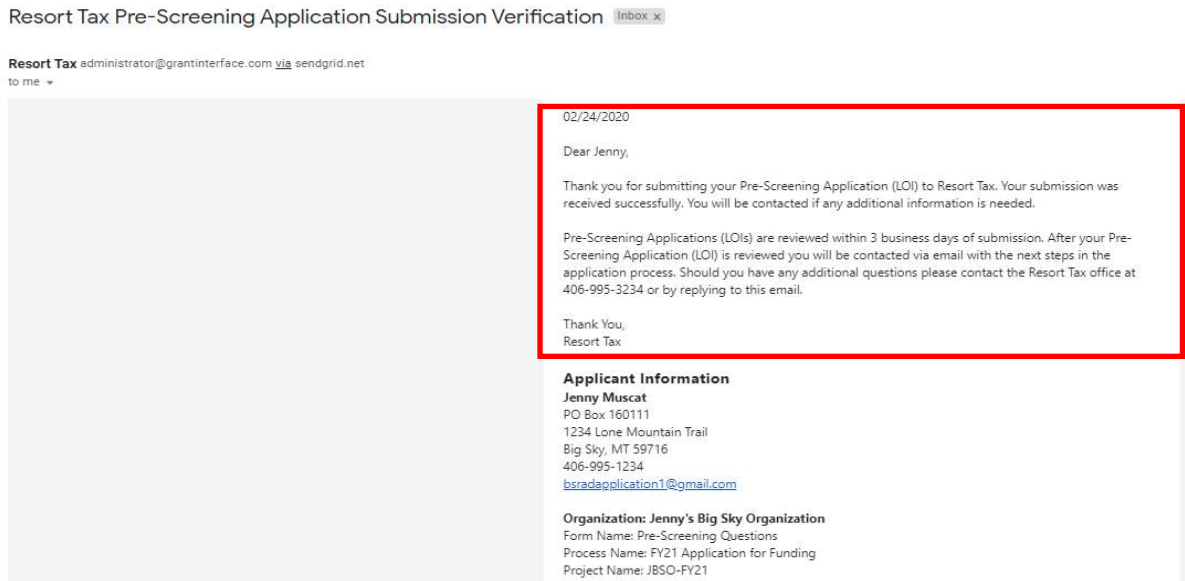 Resort Tax Pre-Screening Application Submission Verification Inbox x
Resort Tax administrator@grantinterface.com via sendgrid.net
to me
02/24/2020
Dear Jenny,
Thank you for submitting your Pre-Screening Application (LOI) to Resort Tax. Your submission was
received successfully. You will be contacted if any additional information is needed.
Pre-Screening Applications (LOIs) are reviewed within 3 business days of submission. After your Pre-
Screening Application (LOI) is reviewed you will be contacted via email with the next steps in the
application process. Should you have any additional questions please contact the Resort Tax office at
406-995-3234 or by replying to this email.
Thank You,
Resort Tax
Applicant Information
Jenny Muscat
PO Box 160111
1234 Lone Mountain Trail
Big Sky, MT 59716
406-995-1234
bsradapplication1@gmail.com
Organization: Jenny's Big Sky Organization
Form Name: Pre-Screening Questions
Process Name: FY21 Application for Funding
Project Name: JBSO-FY21